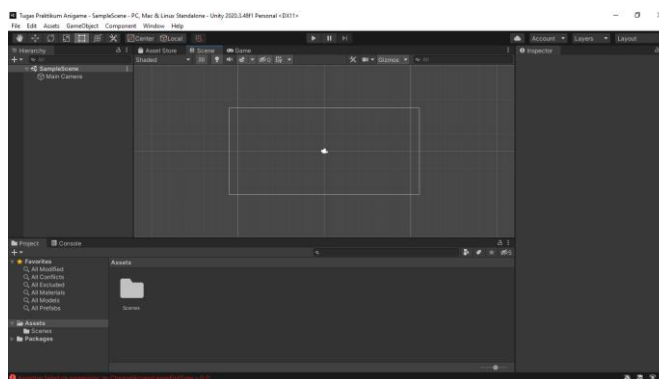 Tugas Praktikum Anigame - SampleScene - PC, Mac & Linux Standalone - Unity 2020.3.48f1 Personal <DX11>
File Edit Assets GameObject Component Window Help
Center Local Account Layers Layout
Hierarchy Asset Store Scene Game Inspector
All Shaded 2D 0 Gizmos All
SampleScene
Main Camera
Project Console
Favorites Assets
All Modified
All Conflicts
All Excluded
All Materials
All Models
All Prefabs
Scenes
Assets
Scenes
Packages